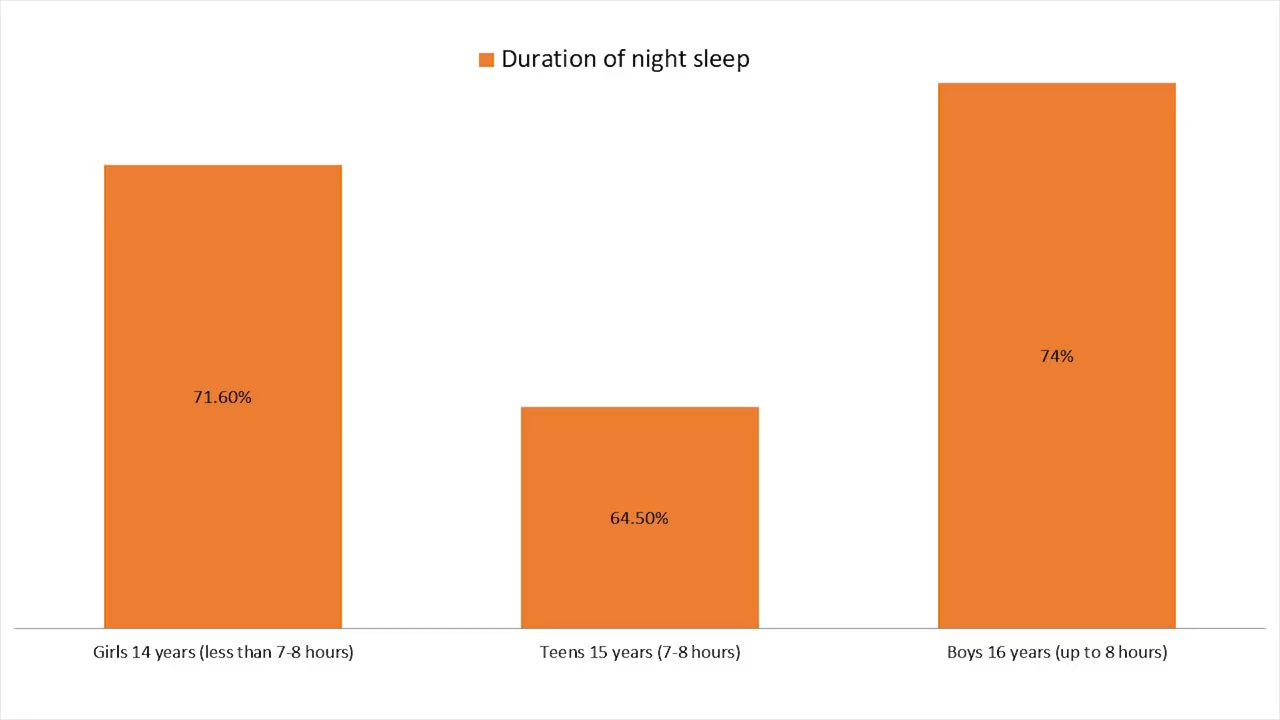 Duration of night sleep
71.60%
64.50%
74%
Girls 14 years (less than 7-8 hours)
Teens 15 years (7-8 hours)
Boys 16 years (up to 8 hours)